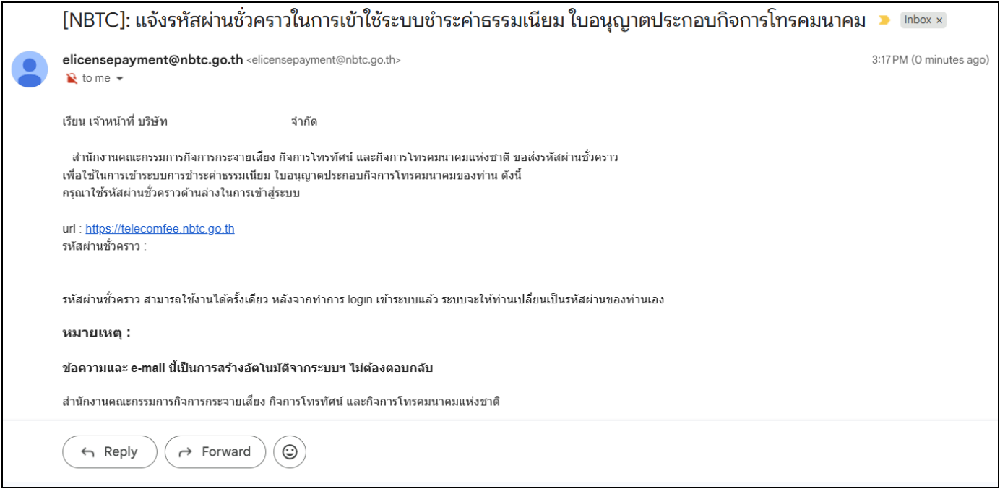 [NBTC]: แจ้งรหัสผ่านชั่วคราวในการเข้าใช้ระบบชำระค่าธรรมเนียม ใบอนุญาตประกอบกิจการโทรคมนาคม Inbox ×
elicensepayment@nbtc.go.th <elicensepayment@nbtc.go.th> 3:17 PM (0 minutes ago)
to me
เรียน เจ้าหน้าที่ บริษัท จำกัด
สำนักงานคณะกรรมการกิจการกระจายเสียง กิจการโทรทัศน์ และกิจการโทรคมนาคมแห่งชาติ ขอส่งรหัสผ่านชั่วคราว
เพื่อใช้ในการเข้าระบบการชำระค่าธรรมเนียม ใบอนุญาตประกอบกิจการโทรคมนาคมของท่าน ดังนี้
กรุณาใช้รหัสผ่านชั่วคราวด้านล่างในการเข้าสู่ระบบ
url : https://telecomfee.nbtc.go.th
รหัสผ่านชั่วคราว :
รหัสผ่านชั่วคราว สามารถใช้งานได้ครั้งเดียว หลังจากทำการ login เข้าระบบแล้ว ระบบจะให้ท่านเปลี่ยนเป็นรหัสผ่านของท่านเอง
หมายเหตุ :
ข้อความและ e-mail นี้เป็นการสร้างอัตโนมัติจากระบบฯ ไม่ต้องตอบกลับ
สำนักงานคณะกรรมการกิจการกระจายเสียง กิจการโทรทัศน์ และกิจการโทรคมนาคมแห่งชาติ
Reply Forward